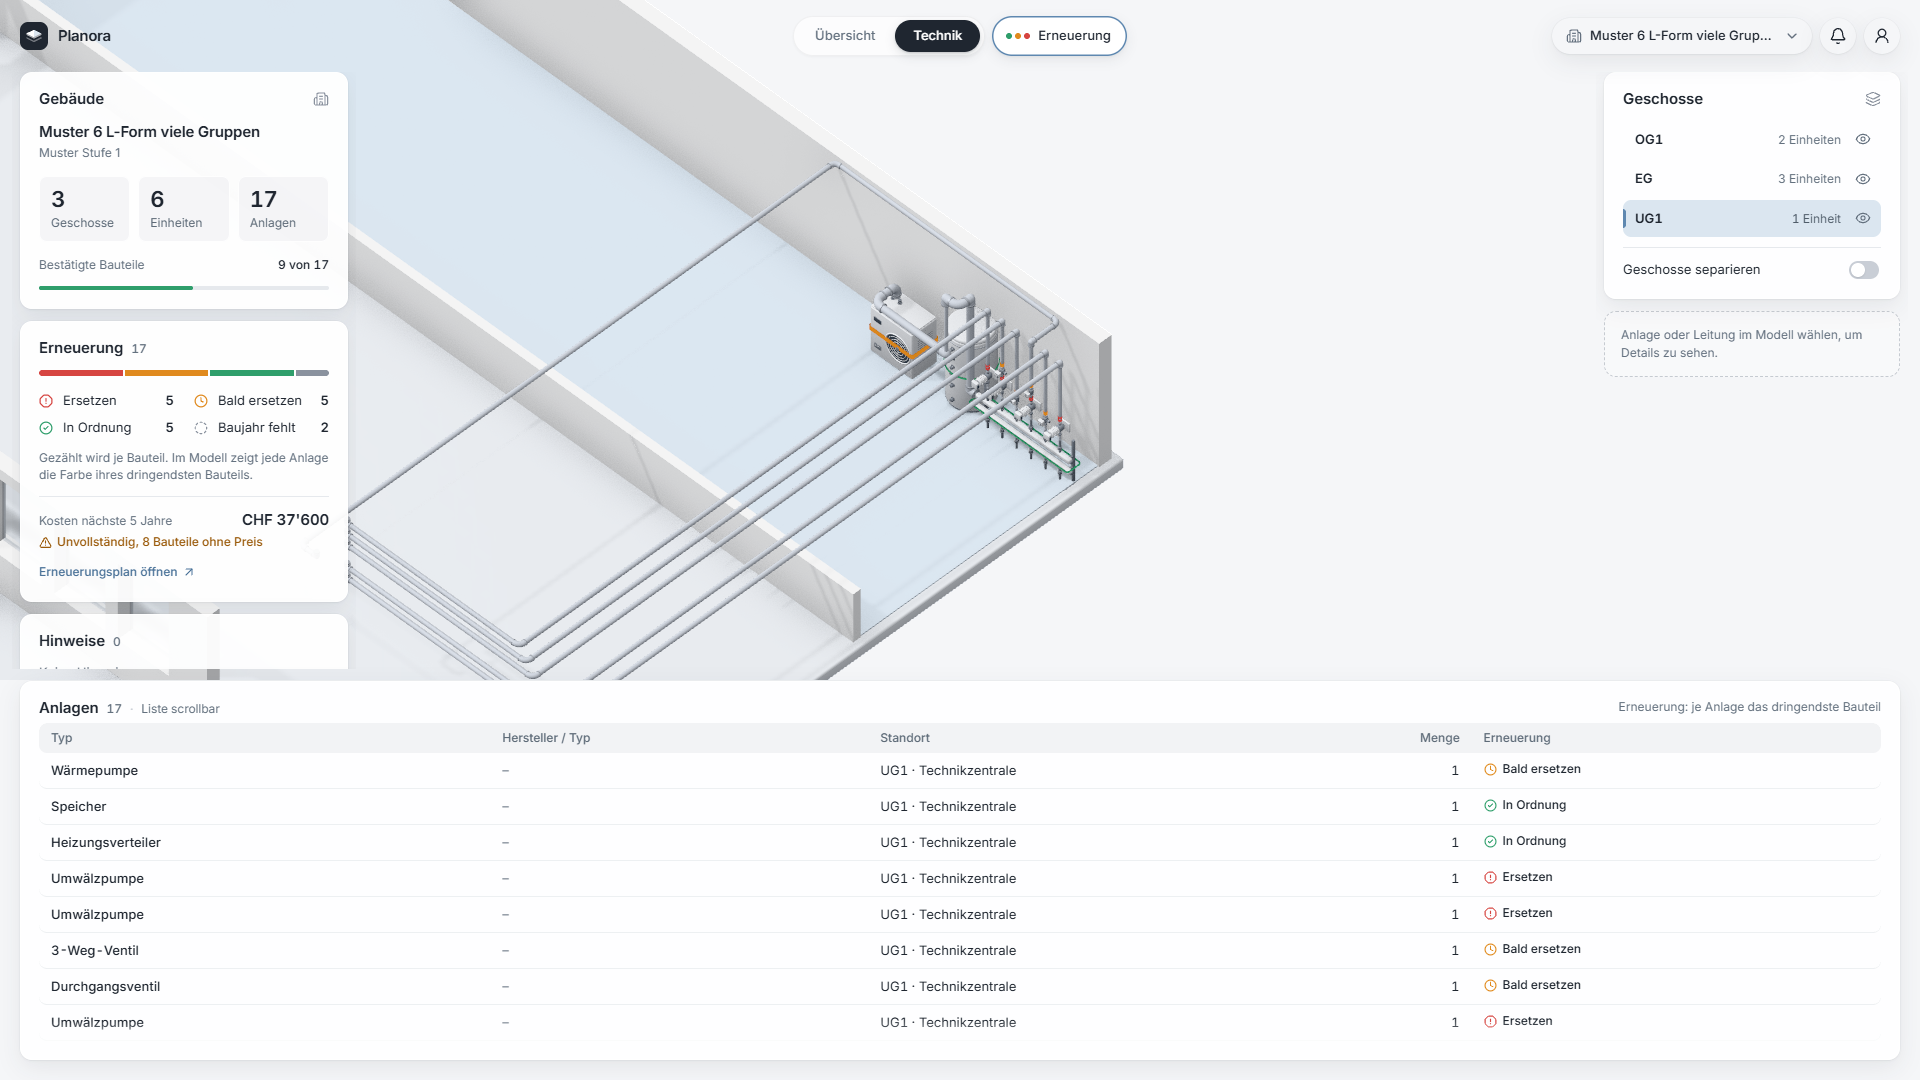 Planora
Übersicht
Technik
Erneuerung
Muster 6 L-Form viele Grup...
Gebäude
Muster 6 L-Form viele Gruppen
Muster Stufe 1
3
Geschosse
6
Einheiten
17
Anlagen
Bestätigte Bauteile 9 von 17
Erneuerung 17
Ersetzen 5
Bald ersetzen 5
In Ordnung 5
Baujahr fehlt 2
Gezählt wird je Bauteil. Im Modell zeigt jede Anlage
die Farbe ihres dringendsten Bauteils.
Kosten nächste 5 Jahre CHF 37'600
Unvollständig, 8 Bauteile ohne Preis
Erneuerungsplan öffnen
Hinweise 0
Geschosse
OG1 2 Einheiten
EG 3 Einheiten
UG1 1 Einheit
Geschosse separieren
Anlage oder Leitung im Modell wählen, um
Details zu sehen.
Anlagen 17 · Liste scrollbar
Erneuerung: je Anlage das dringendste Bauteil
Typ Hersteller / Typ Standort Menge Erneuerung
Wärmepumpe – UG1 · Technikzentrale 1 Bald ersetzen
Speicher – UG1 · Technikzentrale 1 In Ordnung
Heizungsverteiler – UG1 · Technikzentrale 1 In Ordnung
Umwälzpumpe – UG1 · Technikzentrale 1 Ersetzen
Umwälzpumpe – UG1 · Technikzentrale 1 Ersetzen
3-Weg-Ventil – UG1 · Technikzentrale 1 Bald ersetzen
Durchgangsventil – UG1 · Technikzentrale 1 Bald ersetzen
Umwälzpumpe – UG1 · Technikzentrale 1 Ersetzen